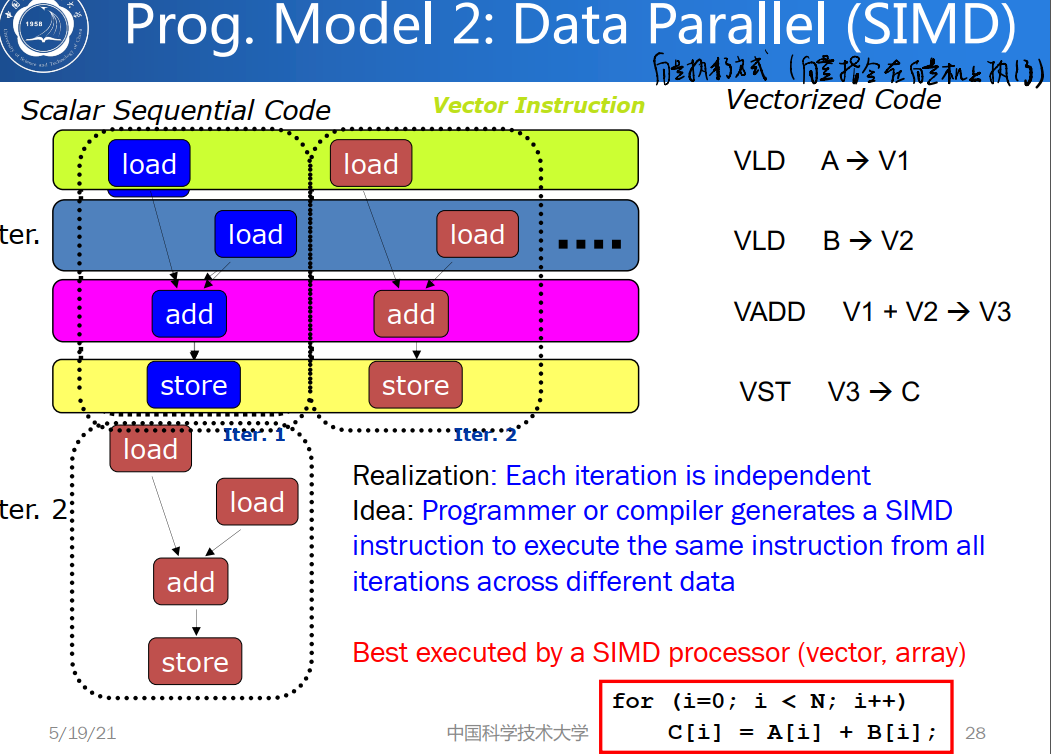 Prog. Model 2: Data Parallel (SIMD)
向量执行方式 (向量指令在向量机上执行)
Scalar Sequential Code
Vector Instruction
Vectorized Code
load
load
VLD A → V1
ter.
load
load
....
VLD B → V2
add
add
VADD V1 + V2 → V3
store
store
VST V3 → C
Iter. 1
Iter. 2
load
ter. 2
load
add
store
Realization: Each iteration is independent
Idea: Programmer or compiler generates a SIMD
instruction to execute the same instruction from all
iterations across different data
Best executed by a SIMD processor (vector, array)
for (i=0; i < N; i++)
C[i] = A[i] + B[i];
5/19/21
中国科学技术大学
28
1958